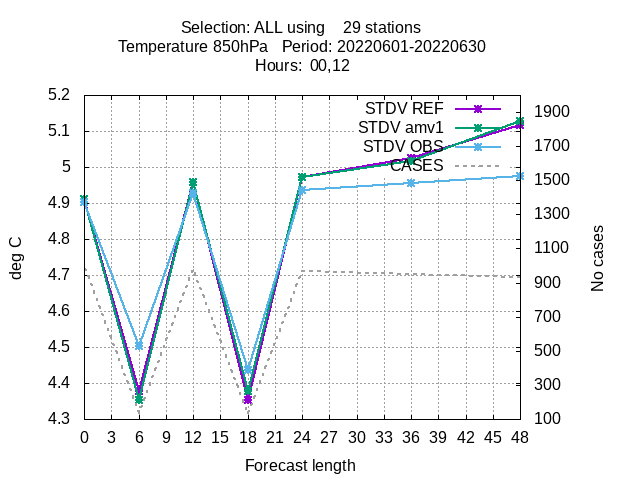 Selection: ALL using    29 stations
Temperature 850hPa   Period: 20220601-20220630
Hours:  00,12
STDV REF
STDV amv1
STDV OBS
CASES
5.2
5.1
5
4.9
4.8
4.7
4.6
4.5
4.4
4.3
deg C
1900
1700
1500
1300
1100
900
700
500
300
100
No cases
0 3 6 9 12 15 18 21 24 27 30 33 36 39 42 45 48
Forecast length